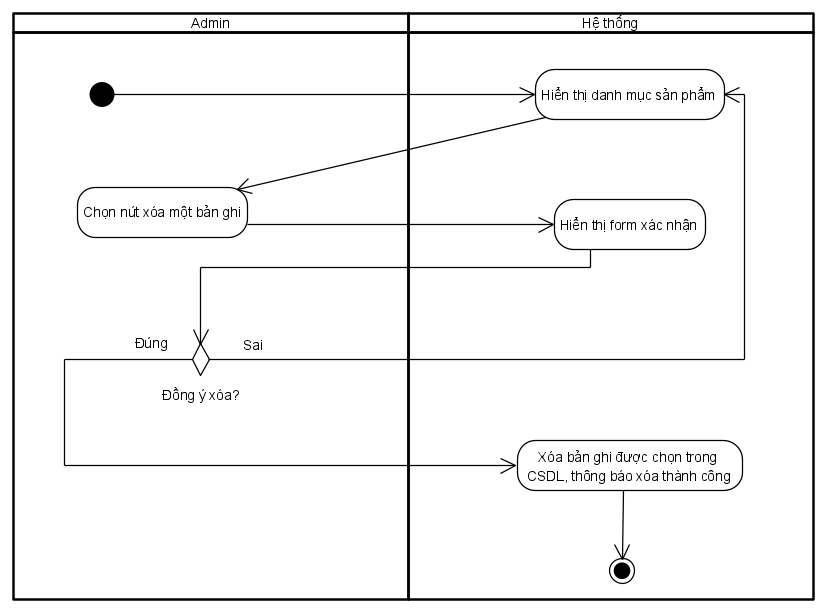 Admin
Hệ thống
Hiển thị danh mục sản phẩm
Chọn nút xóa một bản ghi
Hiển thị form xác nhận
Đúng
Sai
Đồng ý xóa?
Xóa bản ghi được chọn trong
CSDL, thông báo xóa thành công